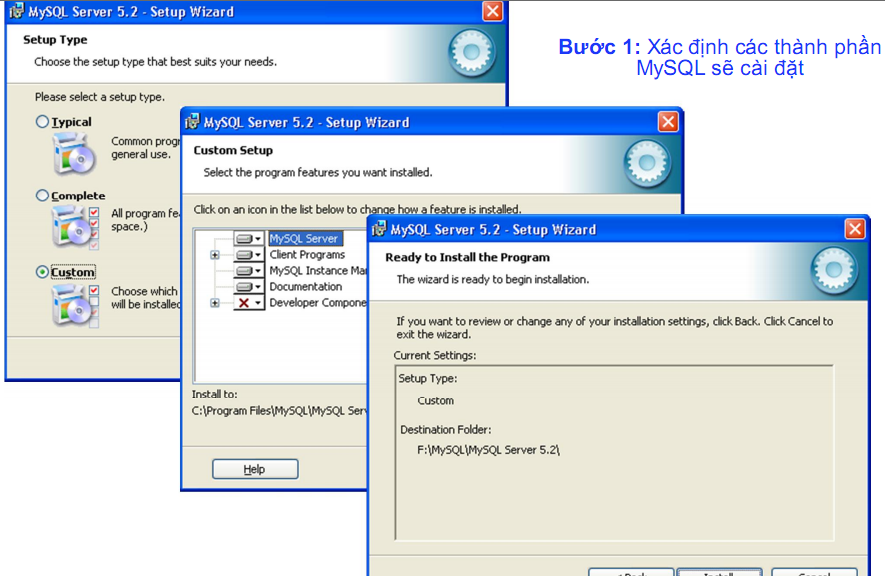 MySQL Server 5.2 - Setup Wizard
Setup Type
Choose the setup type that best suits your needs.
Please select a setup type.
Typical
Common
general use.
Complete
All program
space.)
Custom
Choose which
will be installed
Bước 1: Xác định các thành phần
MySQL sẽ cài đặt
MySQL Server 5.2 - Setup Wizard
Custom Setup
Select the program features you want installed.
Click on an icon in the list below to change how a feature is installed.
MySQL Server
Client Programs
MySQL Instance
Documentation
Developer
Install to:
C:\Program Files\MySQL\MySQL
Help
MySQL Server 5.2 - Setup Wizard
Ready to Install the Program
The wizard is ready to begin installation.
If you want to review or change any of your installation settings, click Back. Click Cancel to
exit the wizard.
Current Settings:
Setup Type:
Custom
Destination Folder:
F:\MySQL\MySQL Server 5.2\